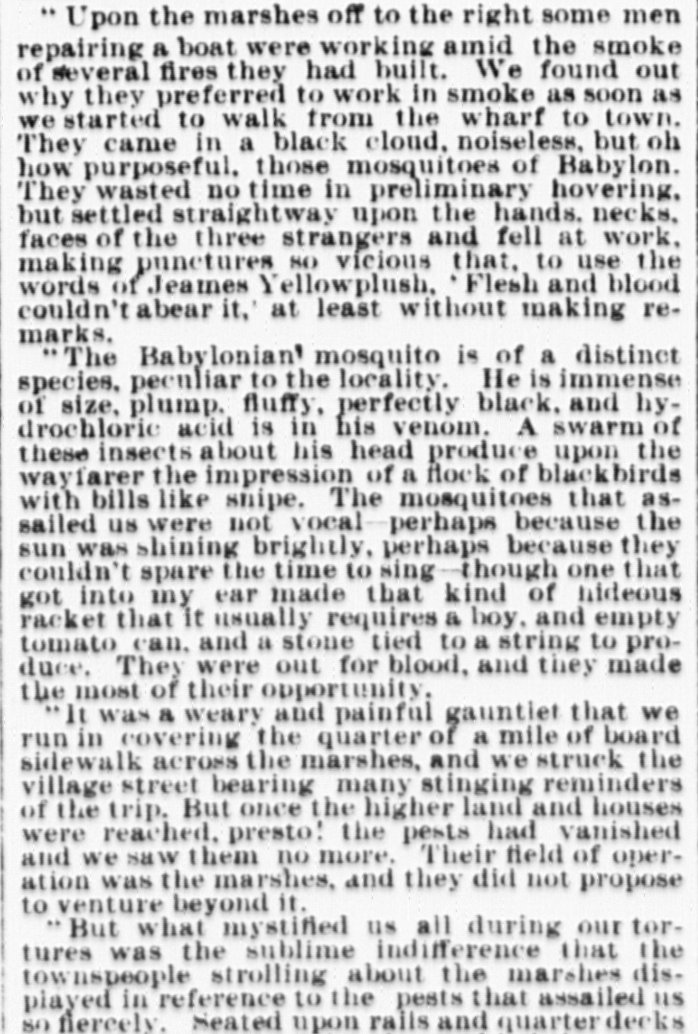 " Upon the marshes off to the right some men
repairing a boat were working amid the smoke
of several fires they had built. We found out
why they preferred to work in smoke as soon as
we started to walk from the wharf to town.
They came in a black cloud, noiseless, but oh
how purposeful, those mosquitoes of Babylon.
They wasted no time in preliminary hovering,
but settled straightway upon the hands, necks,
faces of the three strangers and fell at work,
making punctures so vicious that, to use the
words of Jeames Yellowplush, ' Flesh and blood
couldn't abear it,' at least without making re-
marks.
" The Babylonian' mosquito is of a distinct
species, peculiar to the locality. He is immense
of size, plump, fluffy, perfectly black, and hy-
drochloric acid is in his venom. A swarm of
these insects about his head produce upon the
wayfarer the impression of a flock of blackbirds
with bills like snipe. The mosquitoes that as-
sailed us were not vocal—perhaps because the
sun was shining brightly, perhaps because they
couldn't spare the time to sing—though one that
got into my ear made that kind of hideous
racket that it usually requires a boy, and empty
tomato can, and a stone tied to a string to pro-
duce. They were out for blood, and they made
the most of their opportunity.
" It was a weary and painful gauntlet that we
run in covering the quarter of a mile of board
sidewalk across the marshes, and we struck the
village street bearing many stinging reminders
of the trip. But once the higher land and houses
were reached, presto! the pests had vanished
and we saw them no more. Their field of oper-
ation was the marshes, and they did not propose
to venture beyond it.
" But what mystified us all during our tor-
tures was the sublime indifference that the
townspeople strolling about the marshes dis-
played in reference to the pests that assailed us
so fiercely. Seated upon rails and quarter decks